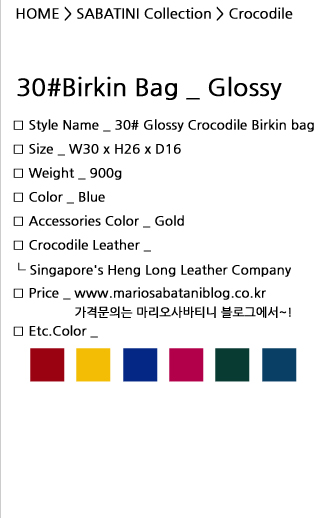 HOME > SABATINI Collection > Crocodile
30#Birkin Bag _ Glossy
□ Style Name _ 30# Glossy Crocodile Birkin bag
□ Size _ W30 x H26 x D16
□ Weight _ 900g
□ Color _ Blue
□ Accessories Color _ Gold
□ Crocodile Leather _
└ Singapore's Heng Long Leather Company
□ Price _ www.mariosabataniblog.co.kr
가격문의는 마리오사바티니 블로그에서~!
□ Etc.Color _